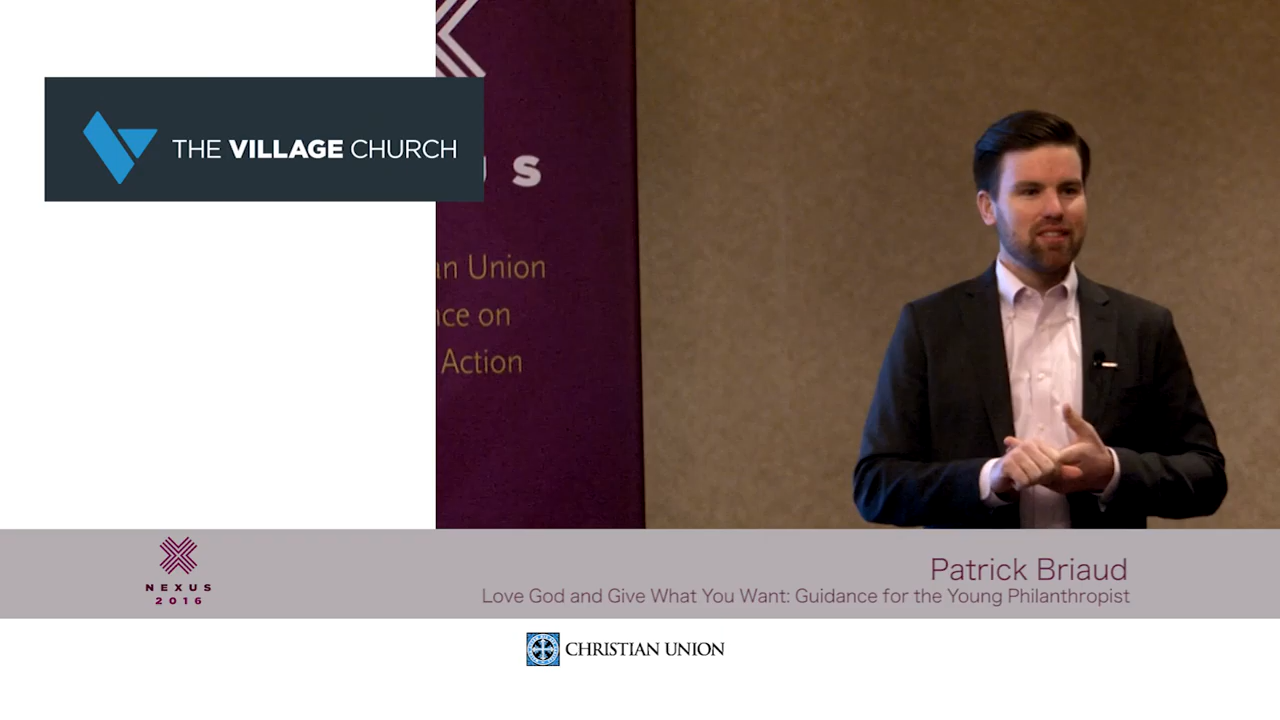 THE VILLAGE CHURCH
U S
an Union
nce on
Action
NEXUS
2016
Patrick Briaud
Love God and Give What You Want: Guidance for the Young Philanthropist
CHRISTIAN UNION